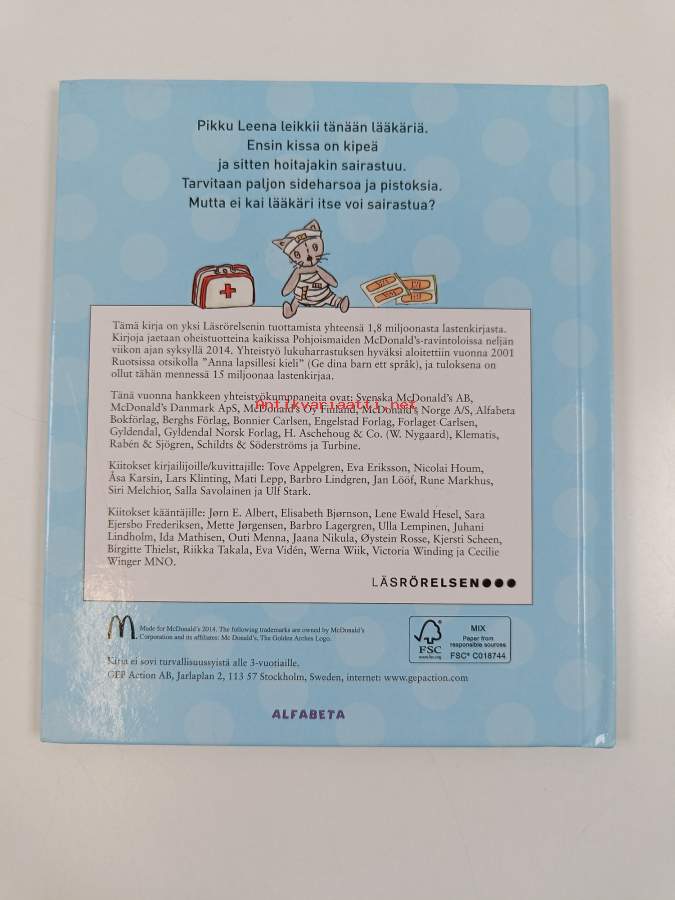 Pikku Leena leikkii tänään lääkäriä.
Ensin kissa on kipeä
ja sitten hoitajakin sairastuu.
Tarvitaan paljon sideharsoa ja pistoksia.
Mutta ei kai lääkäri itse voi sairastua?
Tämä kirja on yksi Läsrörelsenin tuottamista yhteensä 1,8 miljoonasta lastenkirjasta.
Kirjoja jaetaan oheistuotteina kaikissa Pohjoismaiden McDonald's-ravintoloissa neljän
viikon ajan syksyllä 2014. Yhteistyö lukuharrastuksen hyväksi aloitettiin vuonna 2001
Ruotsissa otsikolla "Anna lapsillesi kieli" (Ge dina barn ett språk), ja tuloksena on
ollut tähän mennessä 15 miljoonaa lastenkirjaa.
Tänä vuonna hankkeen yhteistyökumppaneita ovat: Svenska McDonald's AB,
Antikvariaatti.net
McDonald's Danmark ApS, McDonald's Oy Finland, McDonald's Norge A/S, Alfabeta
Bokförlag, Berghs Förlag, Bonnier Carlsen, Engelstad Forlag, Forlaget Carlsen,
Gyldendal, Gyldendal Norsk Forlag, H. Aschehoug & Co. (W. Nygaard), Klematis,
Rabén & Sjögren, Schildts & Söderströms ja Turbine.
Kiitokset kirjailijoille/kuvittajille: Tove Appelgren, Eva Eriksson, Nicolai Houm,
Åsa Karsin, Lars Klinting, Mati Lepp, Barbro Lindgren, Jan Lööf, Rune Markhus,
Siri Melchior, Salla Savolainen ja Ulf Stark.
Kiitokset kääntäjille: Jørn E. Albert, Elisabeth Bjørnson, Lene Ewald Hesel, Sara
Ejersbo Frederiksen, Mette Jørgensen, Barbro Lagergren, Ulla Lempinen, Juhani
Lindholm, Ida Mathisen, Outi Menna, Jaana Nikula, Øystein Rosse, Kjersti Scheen,
Birgitte Thielst, Riikka Takala, Eva Vidén, Werna Wiik, Victoria Winding ja Cecilie
Winger MNO.
LÄSRÖRELSEN
Made for McDonald's 2014. The following trademarks are owned by McDonald's
Corporation and its affiliates: Mc Donald's, The Golden Arches Logo.
FSC
www.fsc.org
MIX
Paper from
responsible sources
FSC® C018744
Kirja ei sovi turvallisuussyistä alle 3-vuotiaille.
GEP Action AB, Jarlaplan 2, 113 57 Stockholm, Sweden, internet: www.gepaction.com
ALFABETA